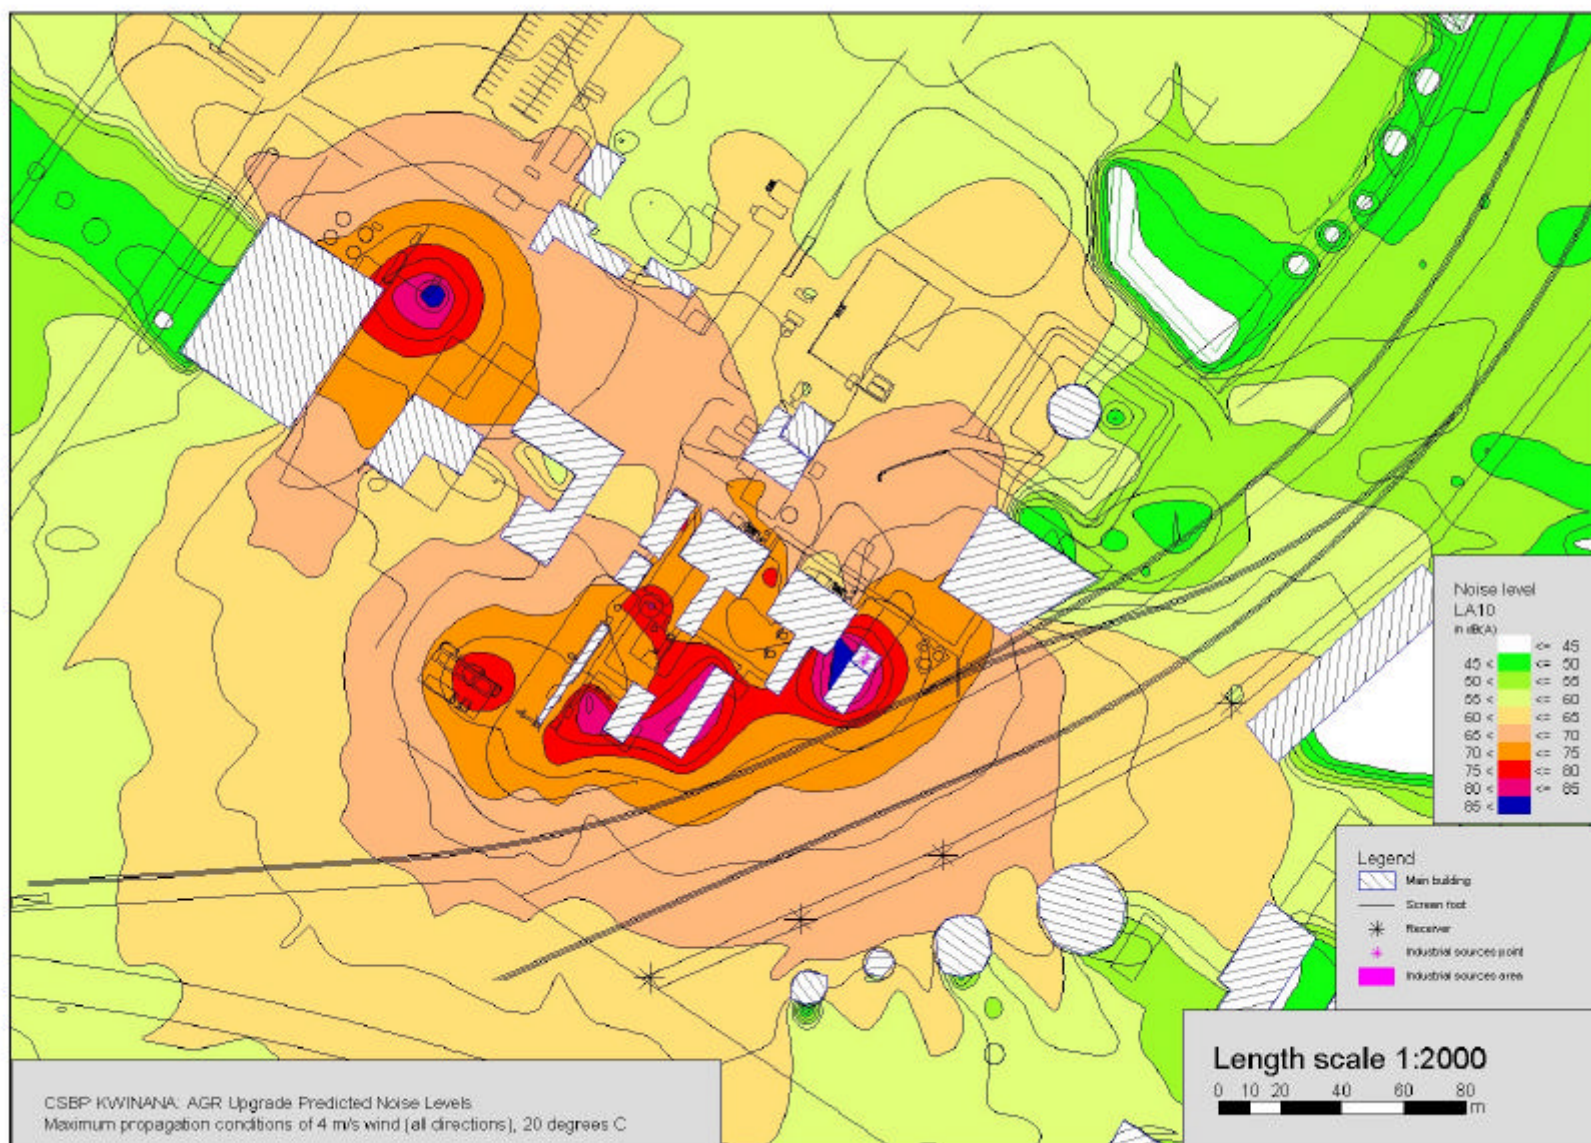 Noise level
LA10
in dB(A)
<= 45
45 < <= 50
50 < <= 55
55 < <= 60
60 < <= 65
65 < <= 70
70 < <= 75
75 < <= 80
80 < <= 85
85 <
Legend
Main building
Screen foot
Receiver
Industrial sources point
Industrial sources area
Length scale 1:2000
0 10 20 40 60 80
m
CSBP KWINANA: AGR Upgrade Predicted Noise Levels
Maximum propagation conditions of 4 m/s wind (all directions), 20 degrees C